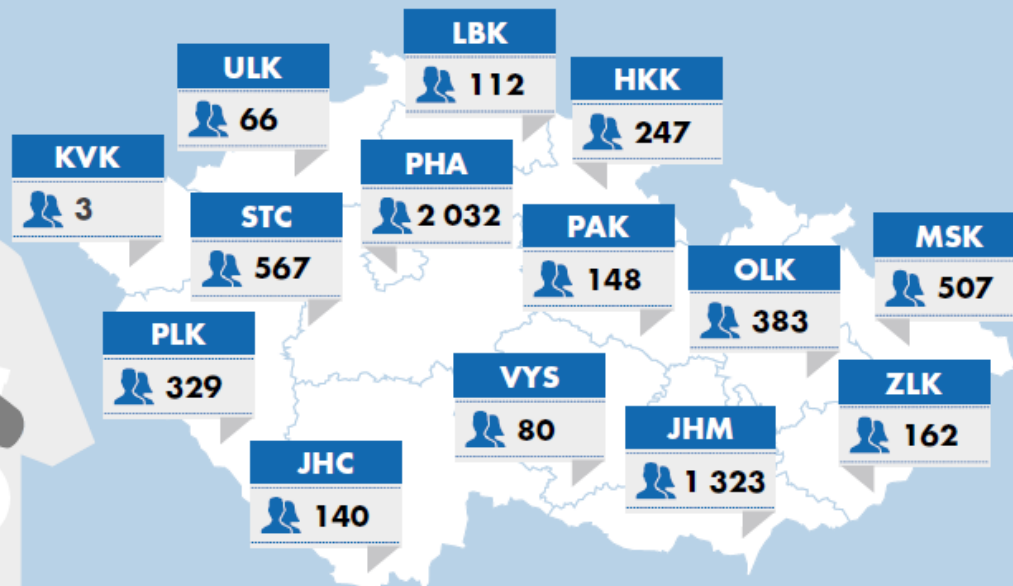 LBK
112
ULK
66
HKK
247
KVK
3
PHA
2 032
STC
567
PAK
148
MSK
507
OLK
383
PLK
329
VYS
80
ZLK
162
JHM
1 323
JHC
140